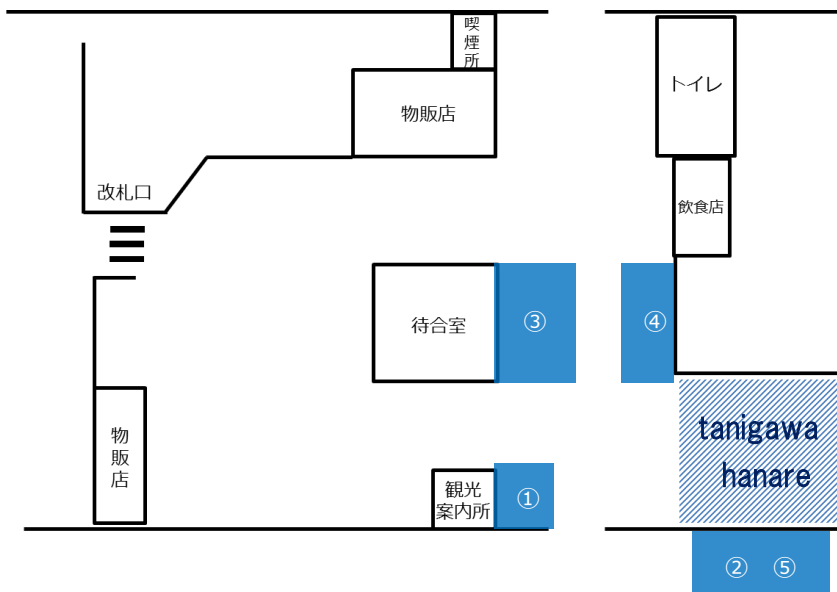 喫煙所
トイレ
物販店
改札口
飲食店
待合室
③
④
tanigawa
hanare
物販店
観光
案内所
①
② ⑤